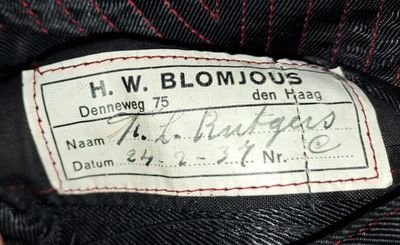 H. W. BLOMJOUS
Denneweg 75 den Haag
Naam H. L. Rutgers
Datum 24-2-37 Nr. C